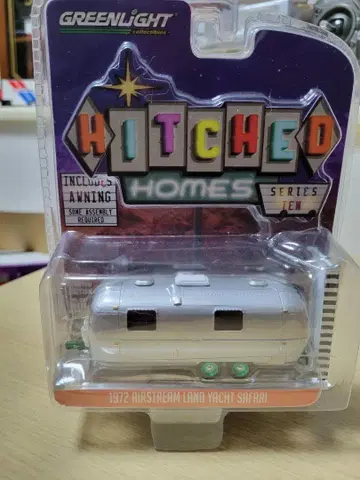 GREENLIGHT
collectibles
HITCHED
HOMES
INCLUDES
AWNING
SOME ASSEMBLY
REQUIRED
SERIES
TEN
1972 AIRSTREAM LAND YACHT SAFARI